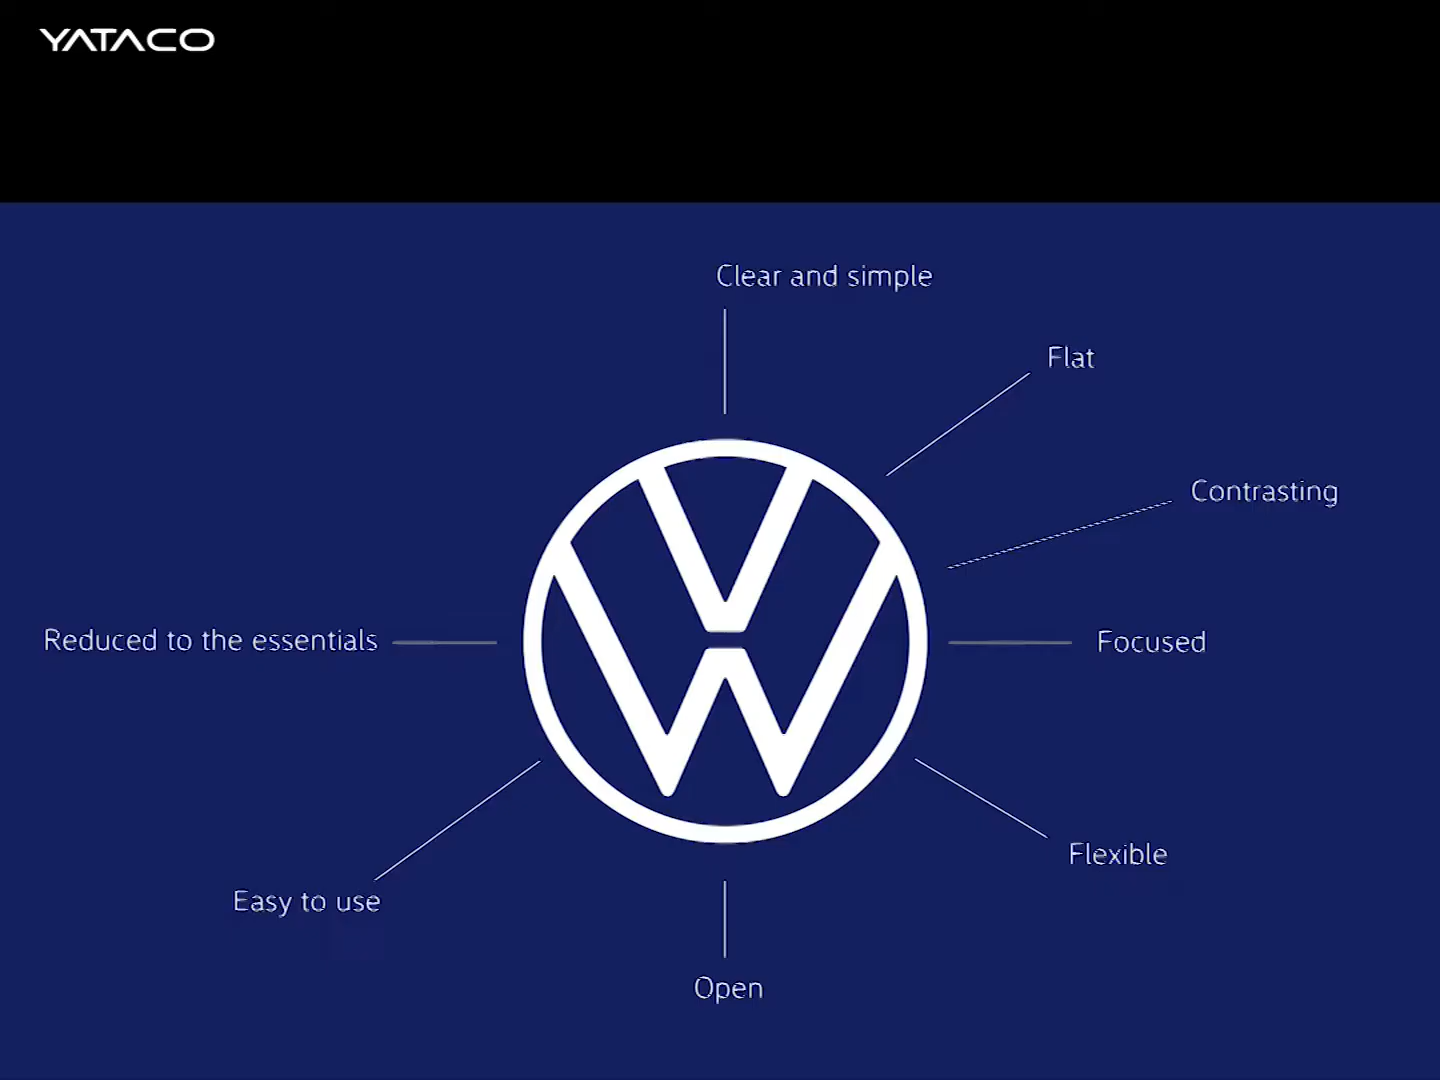 YATACO
Clear and simple
Flat
Contrasting
Reduced to the essentials
Focused
Flexible
Easy to use
Open